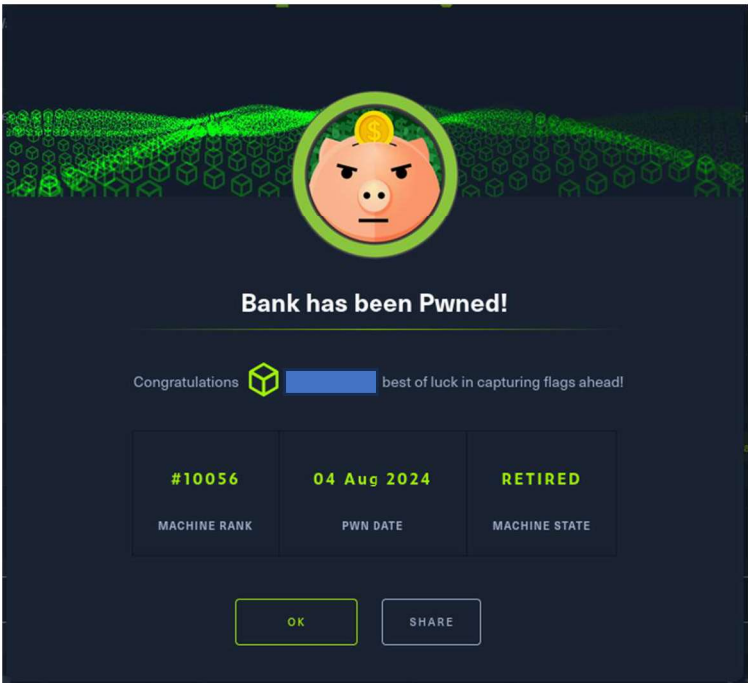 $
Bank has been Pwned!
Congratulations best of luck in capturing flags ahead!
#10056 04 Aug 2024 RETIRED
MACHINE RANK PWN DATE MACHINE STATE
OK SHARE